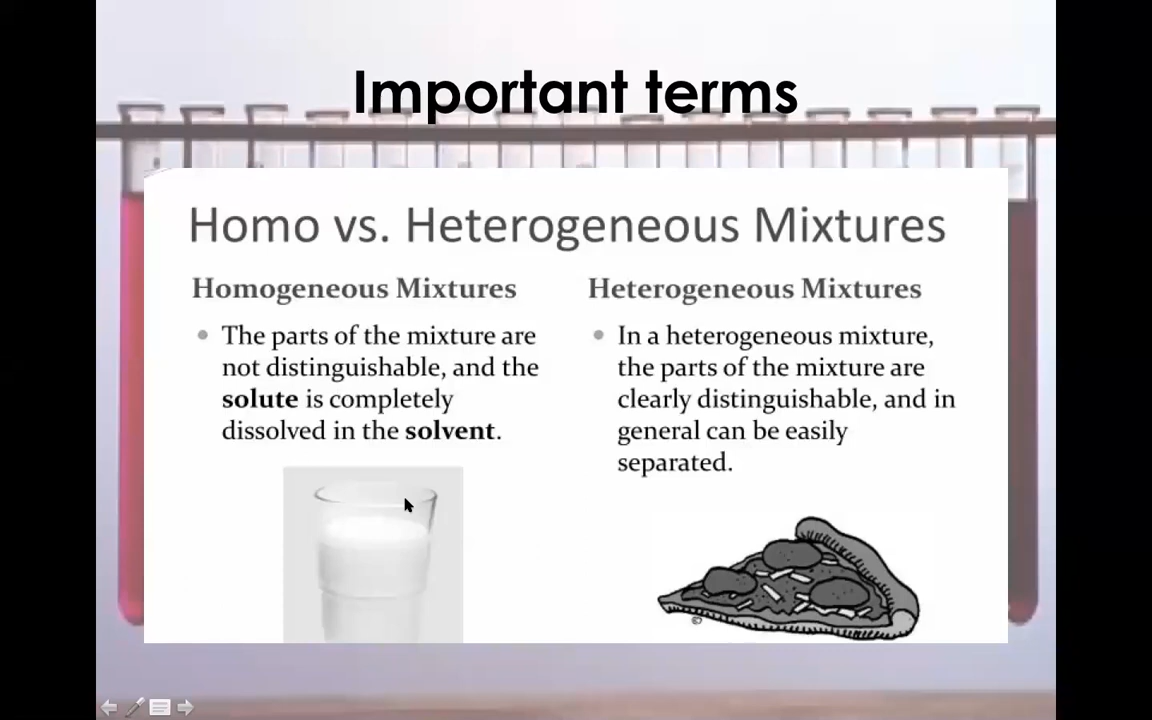 Important terms
Homo vs. Heterogeneous Mixtures
Homogeneous Mixtures
• The parts of the mixture are
not distinguishable, and the
solute is completely
dissolved in the solvent.
Heterogeneous Mixtures
• In a heterogeneous mixture,
the parts of the mixture are
clearly distinguishable, and in
general can be easily
separated.
©